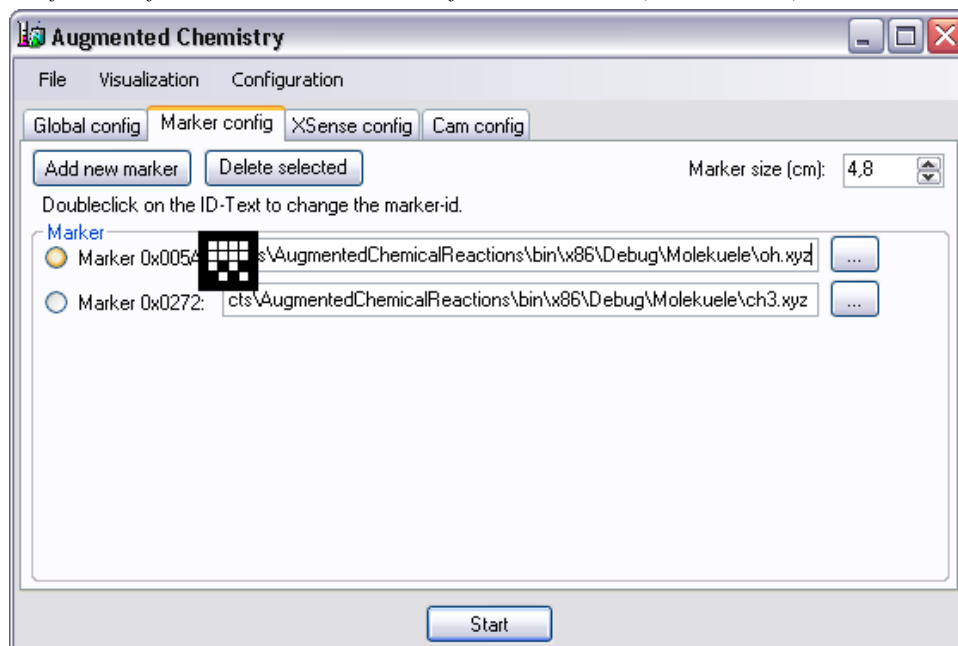 Augmented Chemistry
File Visualization Configuration
Global config Marker config XSense config Cam config
Add new marker Delete selected Marker size (cm): 4,8
Doubleclick on the ID-Text to change the marker-id.
Marker
Marker 0x005A s\AugmentedChemicalReactions\bin\x86\Debug\Molekuele\oh.xyz ...
Marker 0x0272: cts\AugmentedChemicalReactions\bin\x86\Debug\Molekuele\ch3.xyz ...
Start